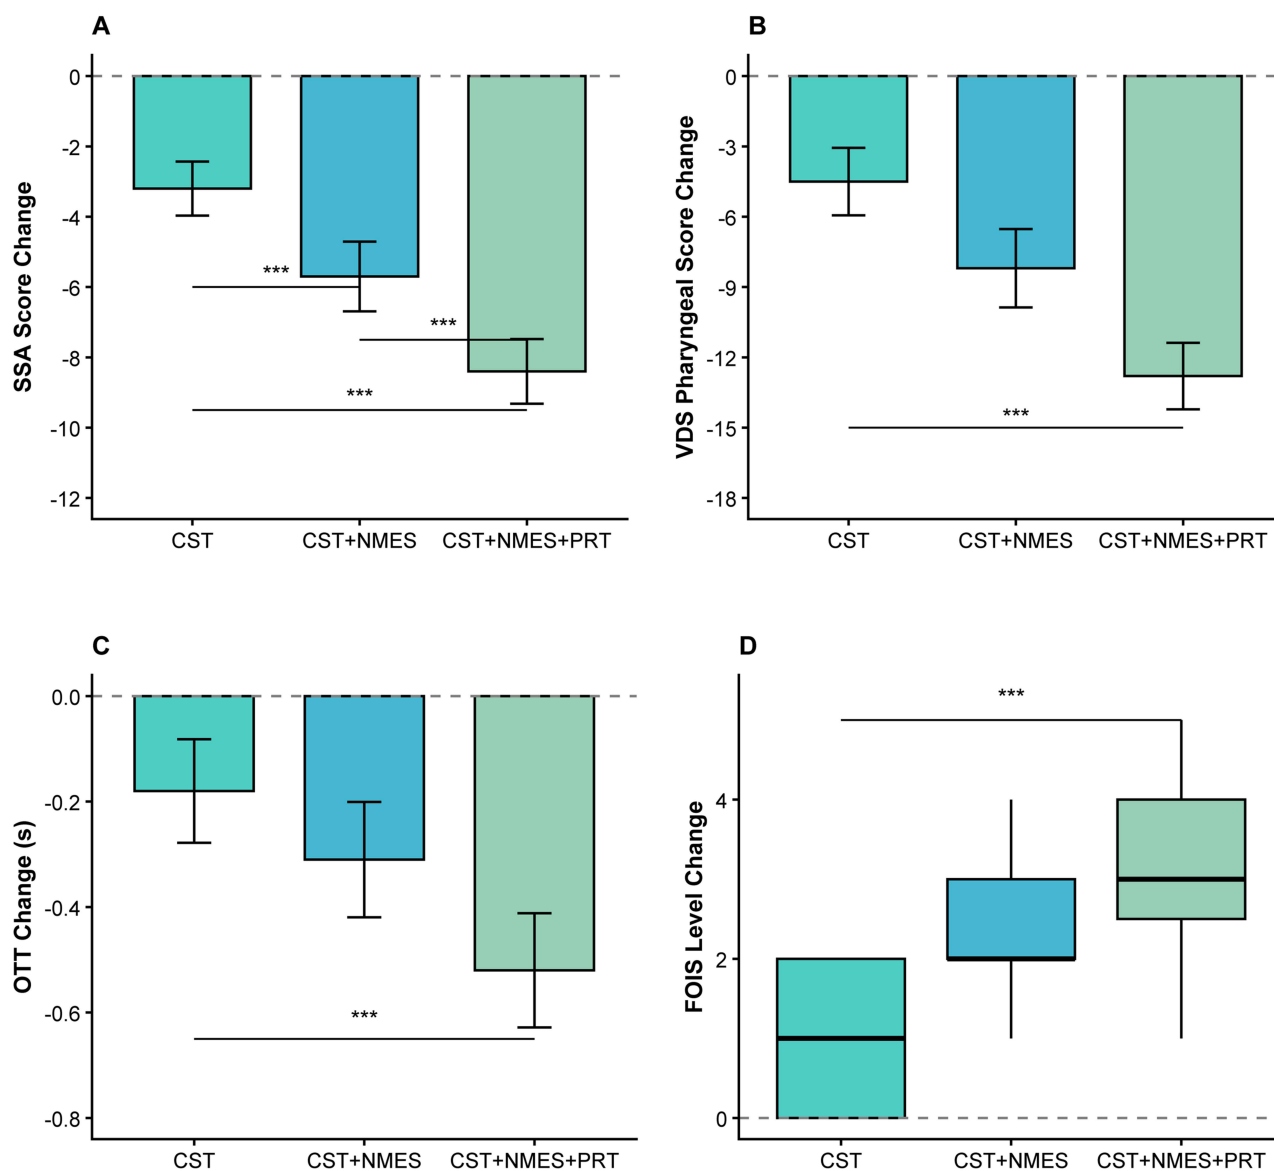 A
SSA Score Change
0
-2
-4
-6
-8
-10
-12
***
***
***
CST
CST+NMES
CST+NMES+PRT
B
VDS Pharyngeal Score Change
0
-3
-6
-9
-12
-15
-18
***
CST
CST+NMES
CST+NMES+PRT
C
OTT Change (s)
0.0
-0.2
-0.4
-0.6
-0.8
***
CST
CST+NMES
CST+NMES+PRT
D
FOIS Level Change
4
2
0
***
CST
CST+NMES
CST+NMES+PRT